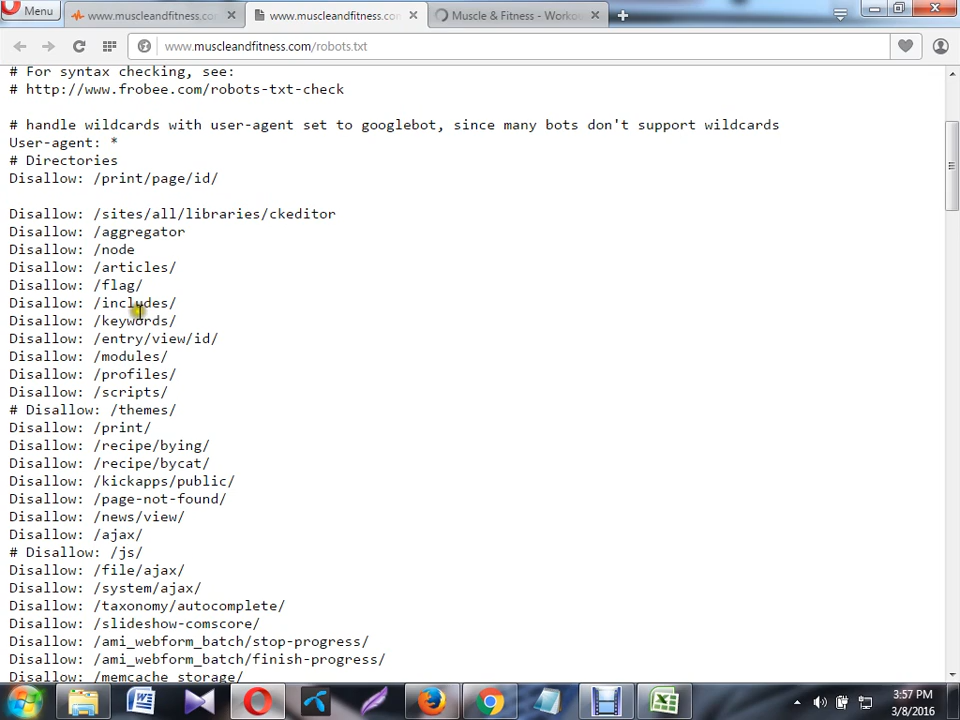 Menu
www.muscleandfitness.co
www.muscleandfitness.con
Muscle & Fitness - Workou
www.muscleandfitness.com/robots.txt
# For syntax checking, see:
# http://www.frobee.com/robots-txt-check
# handle wildcards with user-agent set to googlebot, since many bots don't support wildcards
User-agent: *
# Directories
Disallow: /print/page/id/
Disallow: /sites/all/libraries/ckeditor
Disallow: /aggregator
Disallow: /node
Disallow: /articles/
Disallow: /flag/
Disallow: /includes/
Disallow: /keywords/
Disallow: /entry/view/id/
Disallow: /modules/
Disallow: /profiles/
Disallow: /scripts/
# Disallow: /themes/
Disallow: /print/
Disallow: /recipe/bying/
Disallow: /recipe/bycat/
Disallow: /kickapps/public/
Disallow: /page-not-found/
Disallow: /news/view/
Disallow: /ajax/
# Disallow: /js/
Disallow: /file/ajax/
Disallow: /system/ajax/
Disallow: /taxonomy/autocomplete/
Disallow: /slideshow-comscore/
Disallow: /ami_webform_batch/stop-progress/
Disallow: /ami_webform_batch/finish-progress/
Disallow: /memcache_storage/
3:57 PM
3/8/2016